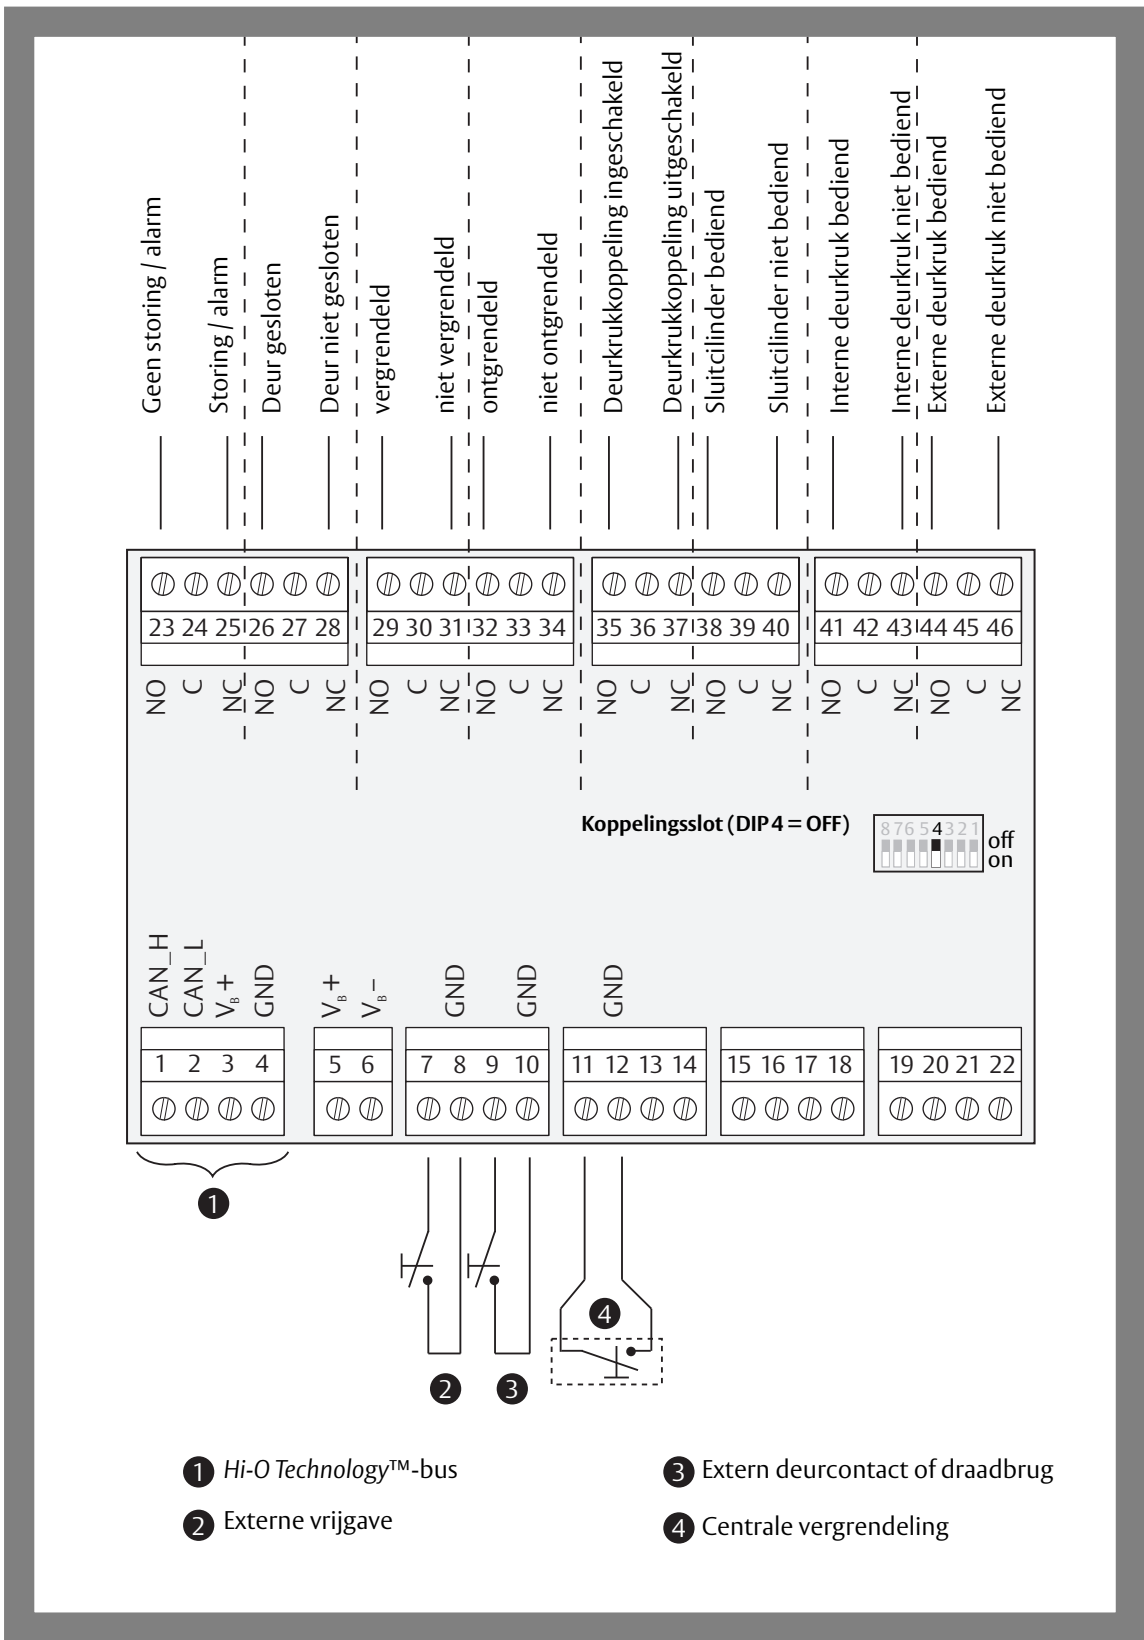 Geen storing / alarm
Storing / alarm
Deur gesloten
Deur niet gesloten
vergrendeld
niet vergrendeld
ontgrendeld
niet ontgrendeld
Deurkrukkoppeling ingeschakeld
Deurkrukkoppeling uitgeschakeld
Sluitcilinder bediend
Sluitcilinder niet bediend
Interne deurkruk bediend
Interne deurkruk niet bediend
Externe deurkruk bediend
Externe deurkruk niet bediend
23 24 25 26 27 28 29 30 31 32 33 34 35 36 37 38 39 40 41 42 43 44 45 46
NO C NC NO C NC NO C NC NO C NC NO C NC NO C NC NO C NC NO C NC
Koppelingsslot (DIP 4 = OFF)
8 7 6 5 4 3 2 1
off
on
CAN_H
CAN_L
VB +
GND
VB +
VB –
GND
GND
GND
1 2 3 4 5 6 7 8 9 10 11 12 13 14 15 16 17 18 19 20 21 22
1
4
2
3
1 Hi-O Technology™-bus
2 Externe vrijgave
3 Extern deurcontact of draadbrug
4 Centrale vergrendeling